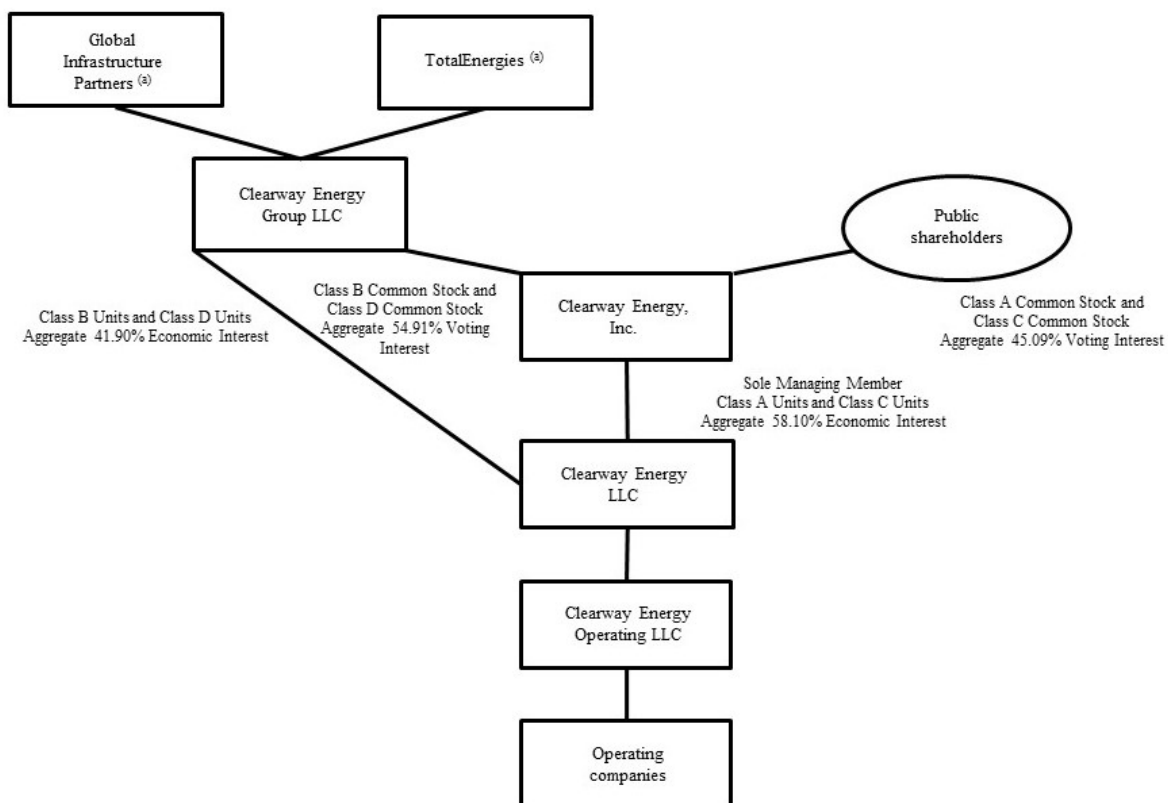 Global
Infrastructure
Partners (a)
TotalEnergies (a)
Clearway Energy
Group LLC
Public
shareholders
Class B Units and Class D Units
Aggregate 41.90% Economic Interest
Class B Common Stock and
Class D Common Stock
Aggregate 54.91% Voting
Interest
Clearway Energy,
Inc.
Class A Common Stock and
Class C Common Stock
Aggregate 45.09% Voting Interest
Sole Managing Member
Class A Units and Class C Units
Aggregate 58.10% Economic Interest
Clearway Energy
LLC
Clearway Energy
Operating LLC
Operating
companies